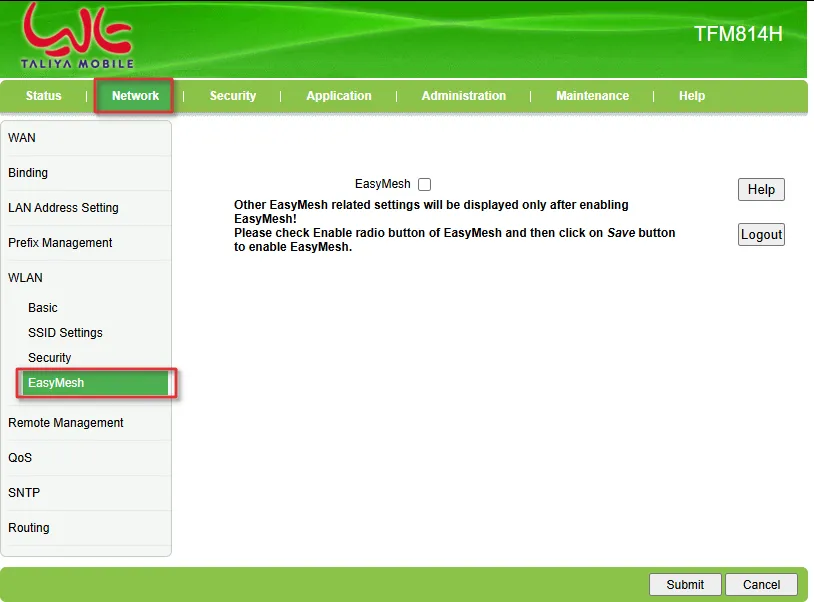 تالیا
TALIYA MOBILE
TFM814H
Status | Network | Security | Application | Administration | Maintenance | Help
WAN
Binding
LAN Address Setting
Prefix Management
WLAN
Basic
SSID Settings
Security
EasyMesh
Remote Management
QoS
SNTP
Routing
EasyMesh
Other EasyMesh related settings will be displayed only after enabling
EasyMesh!
Please check Enable radio button of EasyMesh and then click on Save button
to enable EasyMesh.
Help
Logout
Submit Cancel